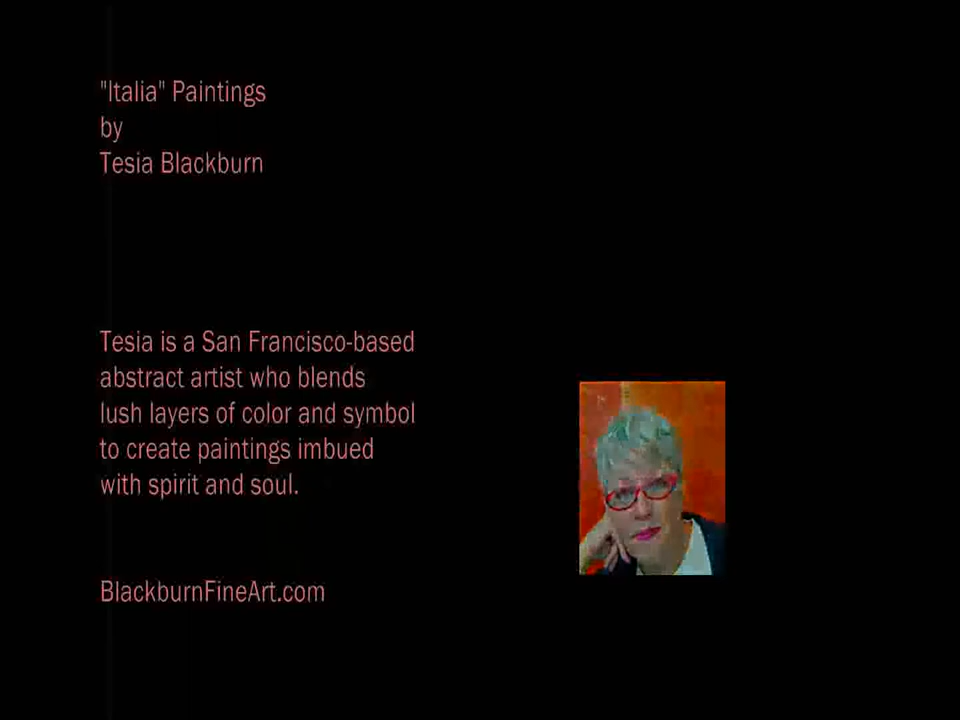 "Italia" Paintings
by
Tesia Blackburn
Tesia is a San Francisco-based
abstract artist who blends
lush layers of color and symbol
to create paintings imbued
with spirit and soul.
BlackburnFineArt.com